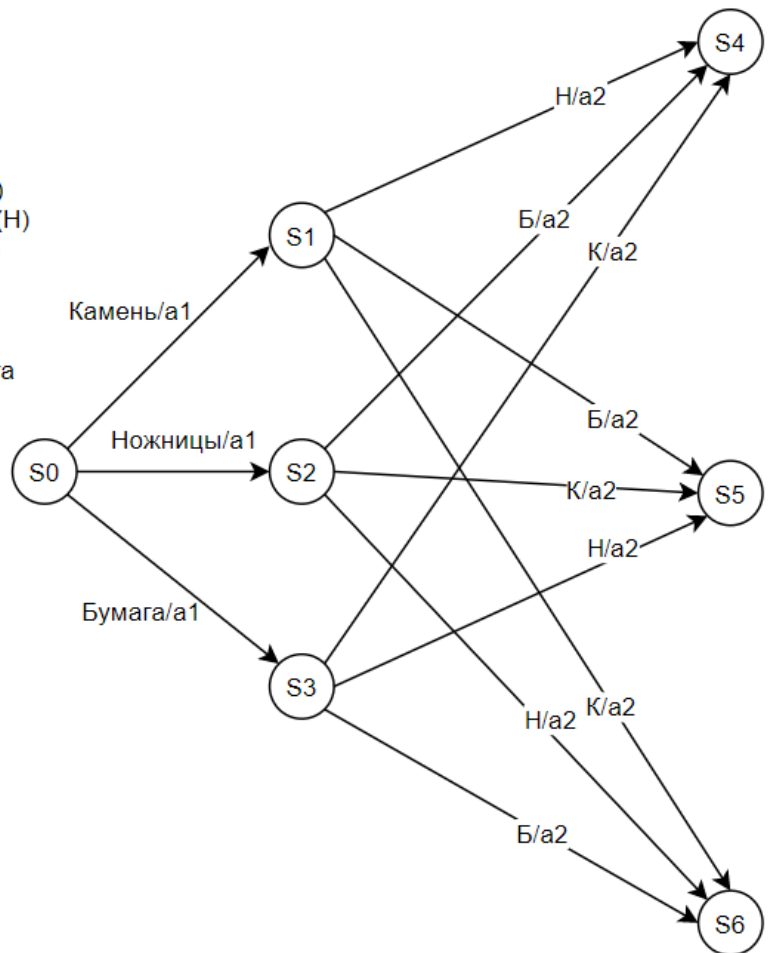 S4
Н/а2
)
(Н)
Б/а2
S1
К/а2
Камень/а1
та
Б/а2
Ножницы/а1
S0
S2
К/а2
S5
Н/а2
Бумага/а1
S3
К/а2
Н/а2
Б/а2
S6